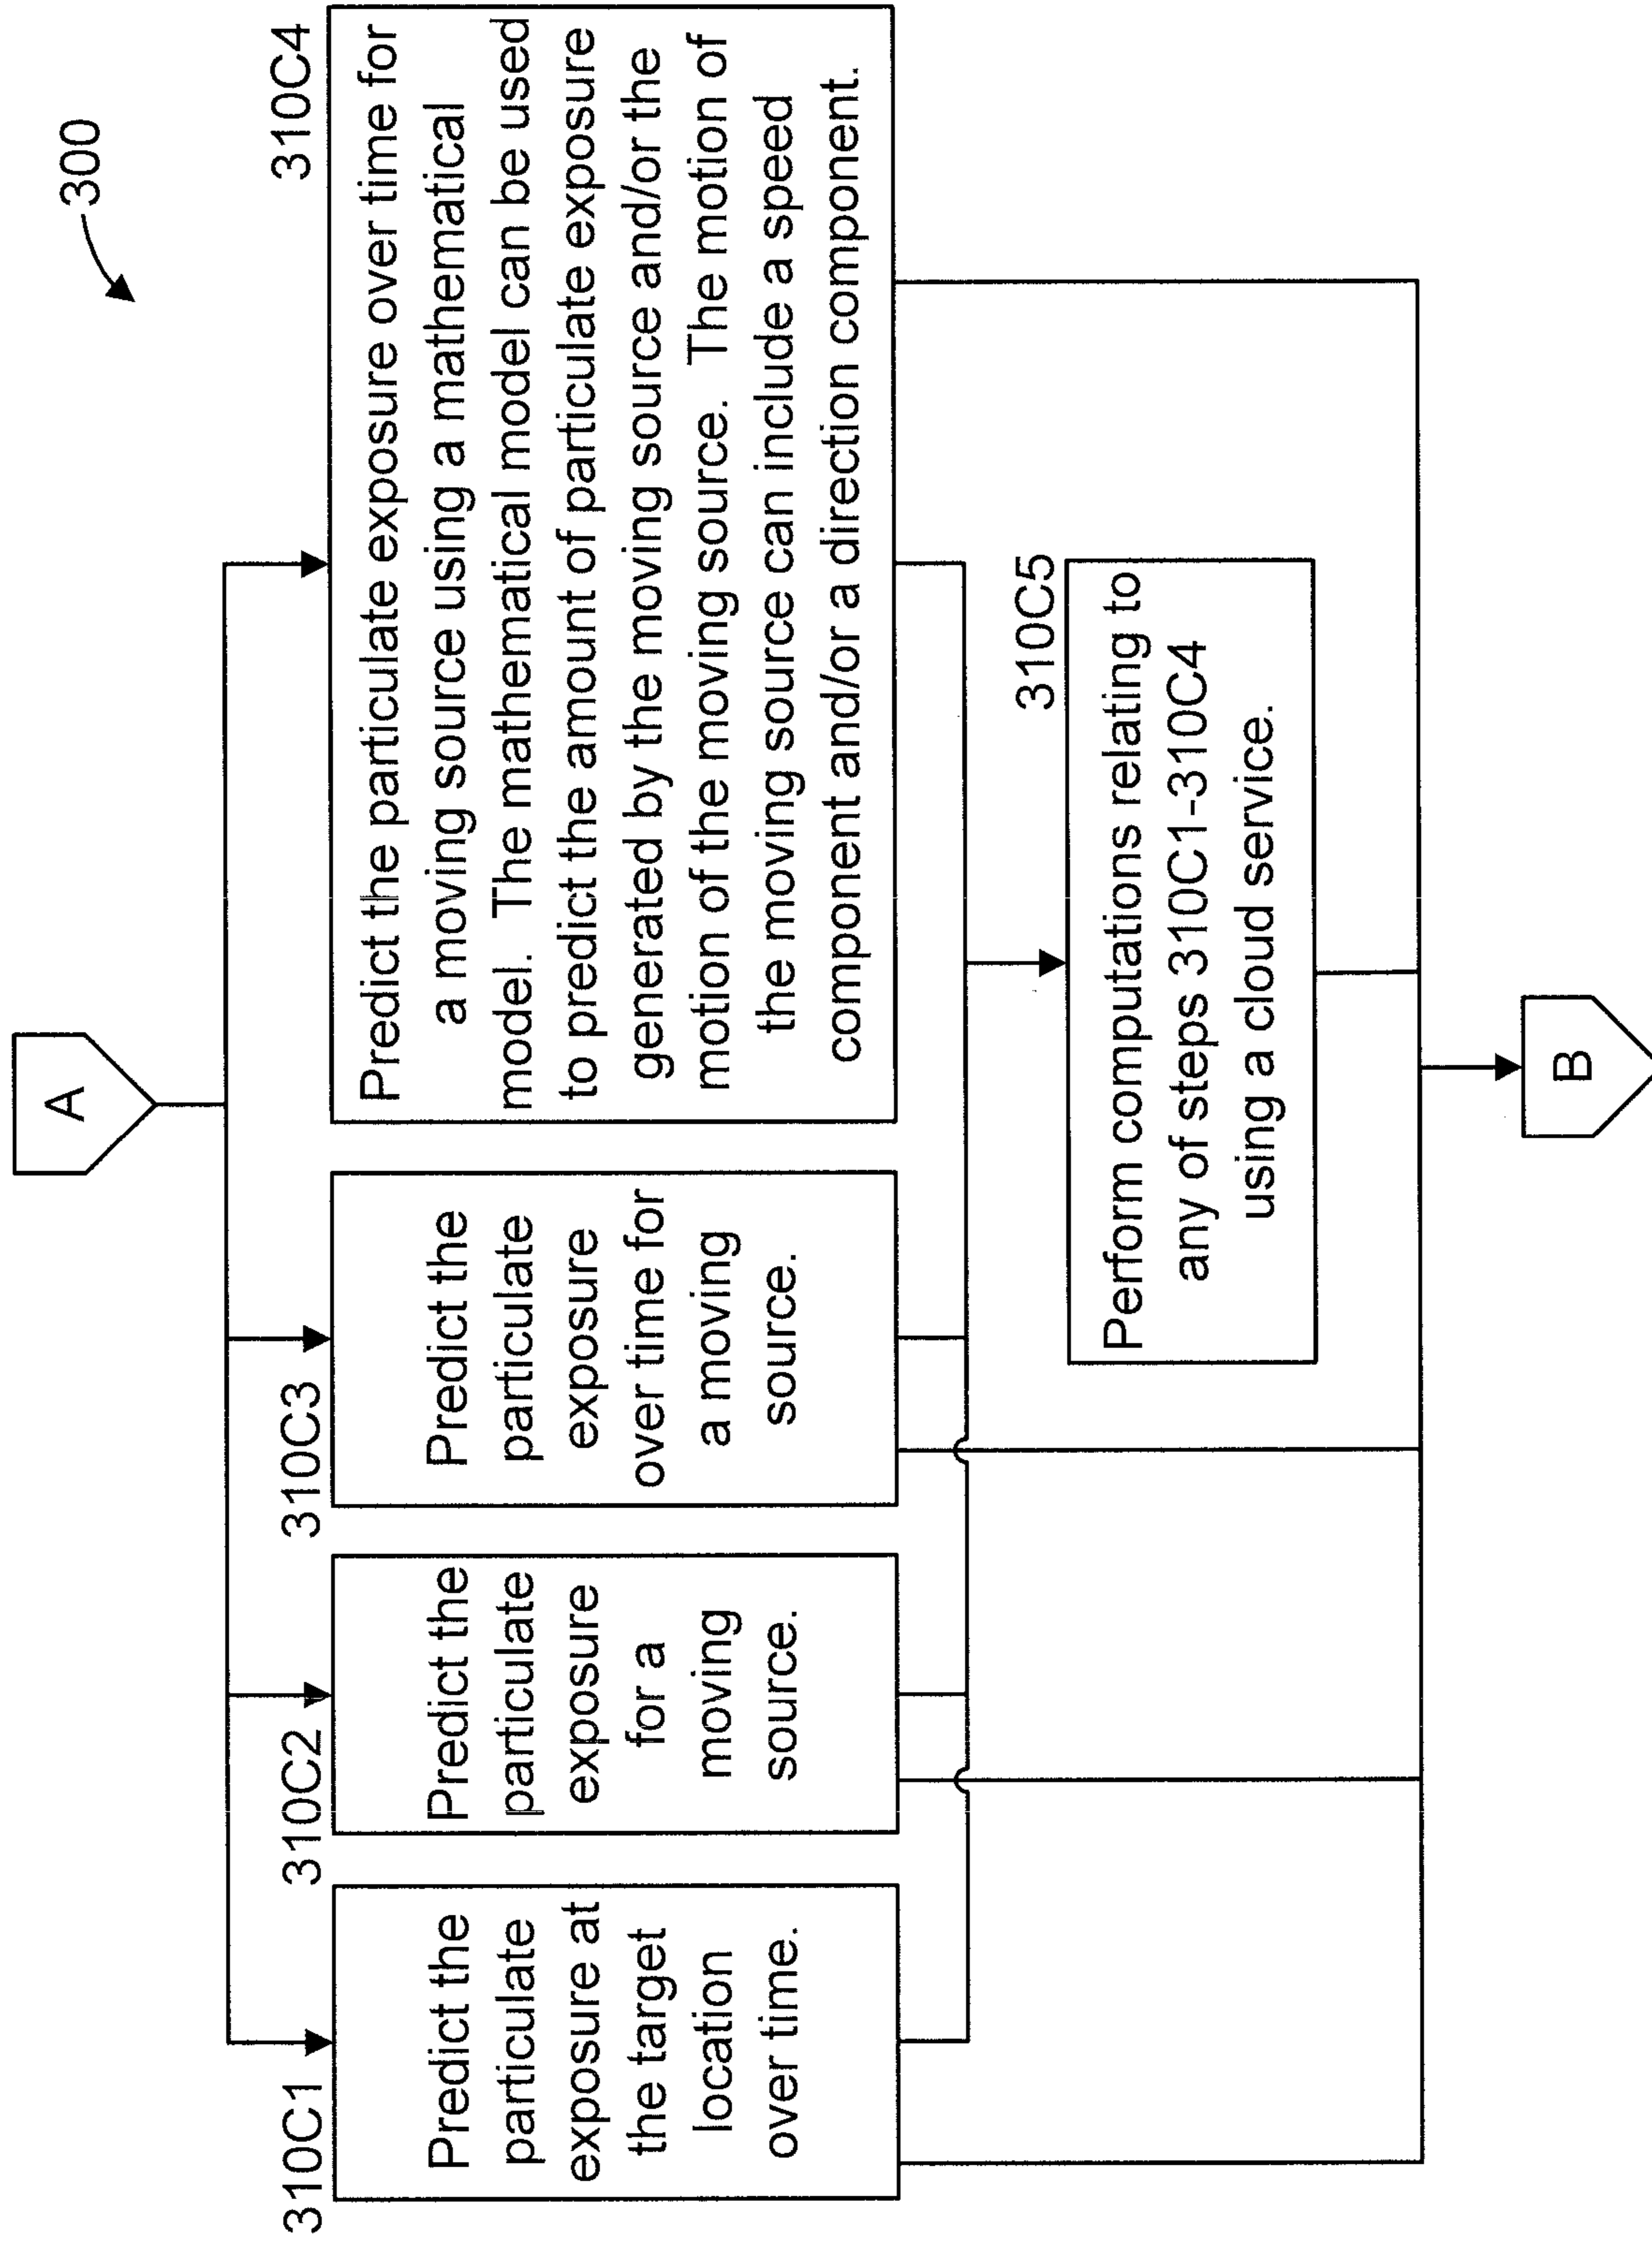 300
A
310C1
Predict the
particulate
exposure at
the target
location
over time.
310C2
Predict the
particulate
exposure
for a
moving
source.
310C3
Predict the
particulate
exposure
over time for
a moving
source.
310C4
Predict the particulate exposure over time for
a moving source using a mathematical
model. The mathematical model can be used
to predict the amount of particulate exposure
generated by the moving source and/or the
motion of the moving source. The motion of
the moving source can include a speed
component and/or a direction component.
310C5
Perform computations relating to
any of steps 310C1-310C4
using a cloud service.
B